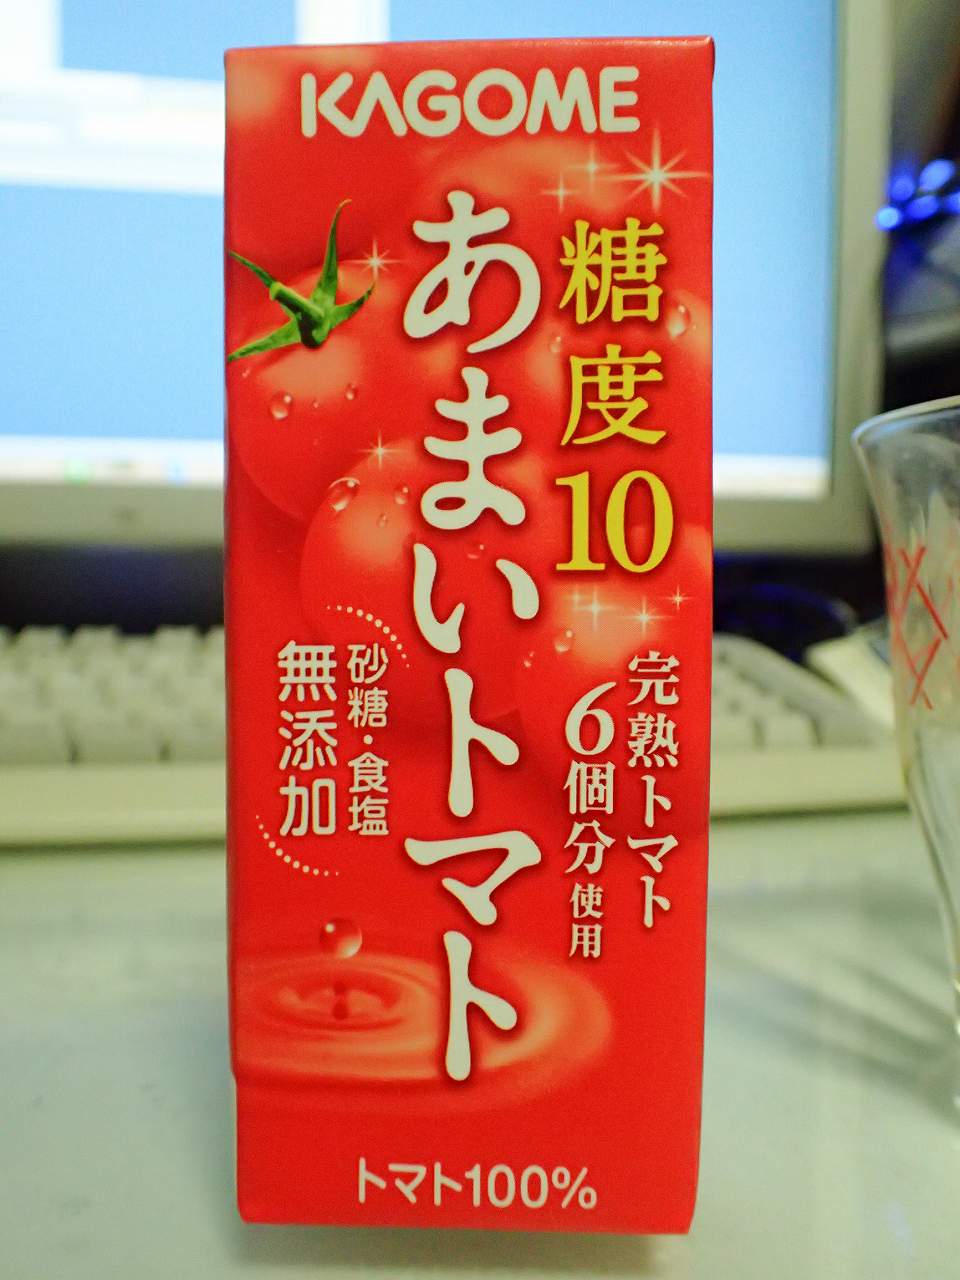 KAGOME
糖度10
あまいトマト
完熟トマト
6個分使用
砂糖・食塩
無添加
トマト100%